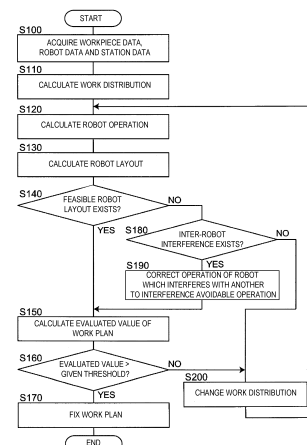 START
S100
ACQUIRE WORKPIECE DATA,
ROBOT DATA AND STATION DATA
S110
CALCULATE WORK DISTRIBUTION
S120
CALCULATE ROBOT OPERATION
S130
CALCULATE ROBOT LAYOUT
S140
FEASIBLE ROBOT
LAYOUT EXISTS?
NO
YES
S180
INTER-ROBOT
INTERFERENCE EXISTS?
NO
YES
S190
CORRECT OPERATION OF ROBOT
WHICH INTERFERES WITH ANOTHER
TO INTERFERENCE AVOIDABLE OPERATION
S150
CALCULATE EVALUATED VALUE OF
WORK PLAN
S160
EVALUATED VALUE >
GIVEN THRESHOLD?
NO
YES
S200
CHANGE WORK DISTRIBUTION
S170
FIX WORK PLAN
END